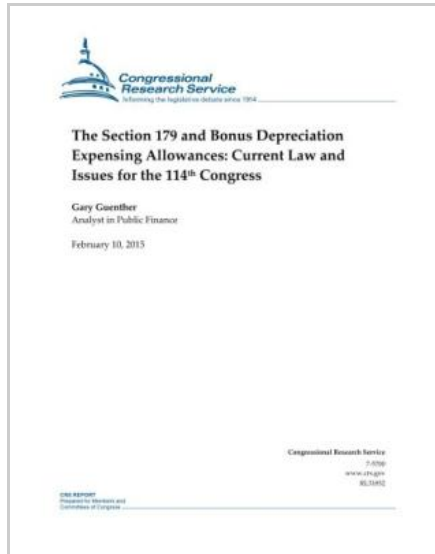 Congressional
Research Service
Informing the legislative debate since 1914
The Section 179 and Bonus Depreciation
Expensing Allowances: Current Law and
Issues for the 114th Congress
Gary Guenther
Analyst in Public Finance
February 10, 2015
Congressional Research Service
7-5700
www.crs.gov
RL31852
CRS REPORT
Prepared for Members and
Committees of Congress